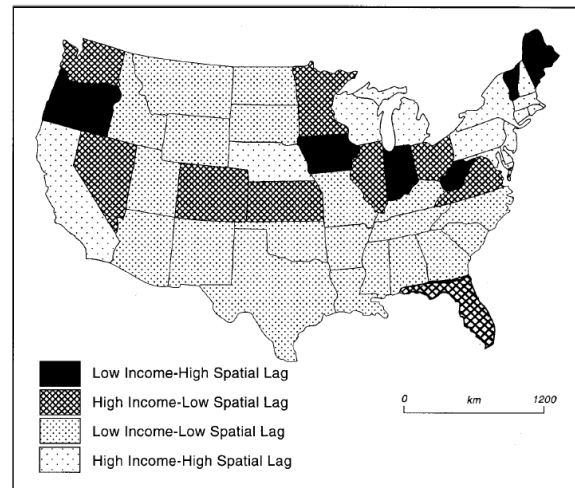 Low Income-High Spatial Lag
High Income-Low Spatial Lag
Low Income-Low Spatial Lag
High Income-High Spatial Lag
0 km 1200